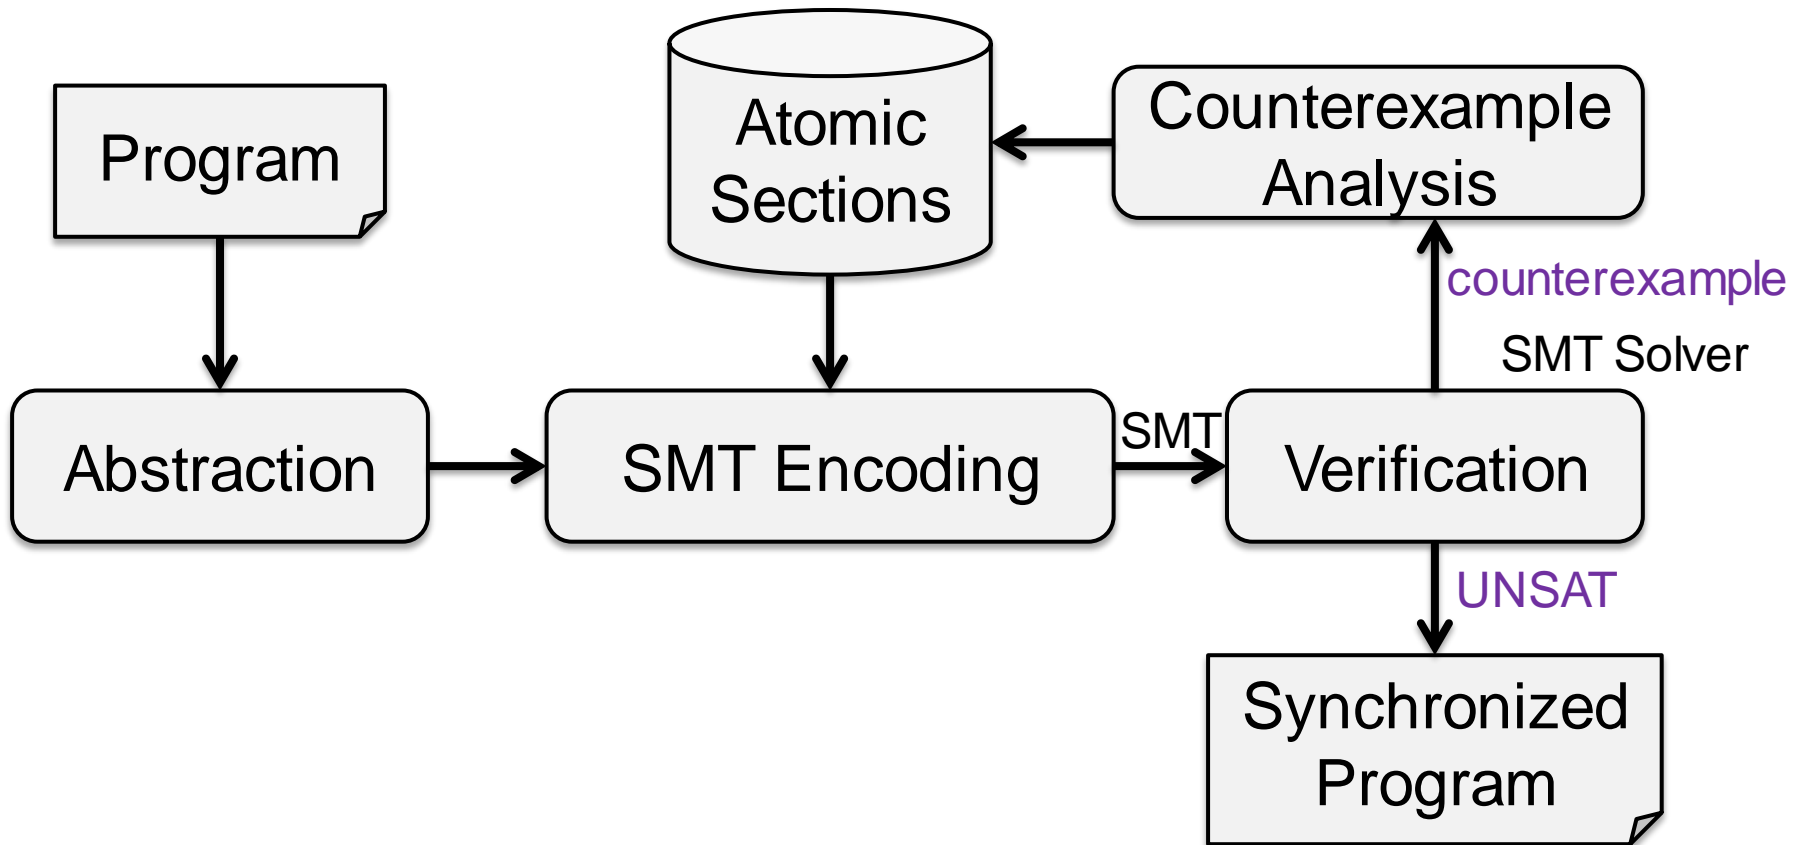 Program
Atomic
Sections
Counterexample
Analysis
counterexample
SMT Solver
Abstraction
SMT Encoding
SMT
Verification
UNSAT
Synchronized
Program